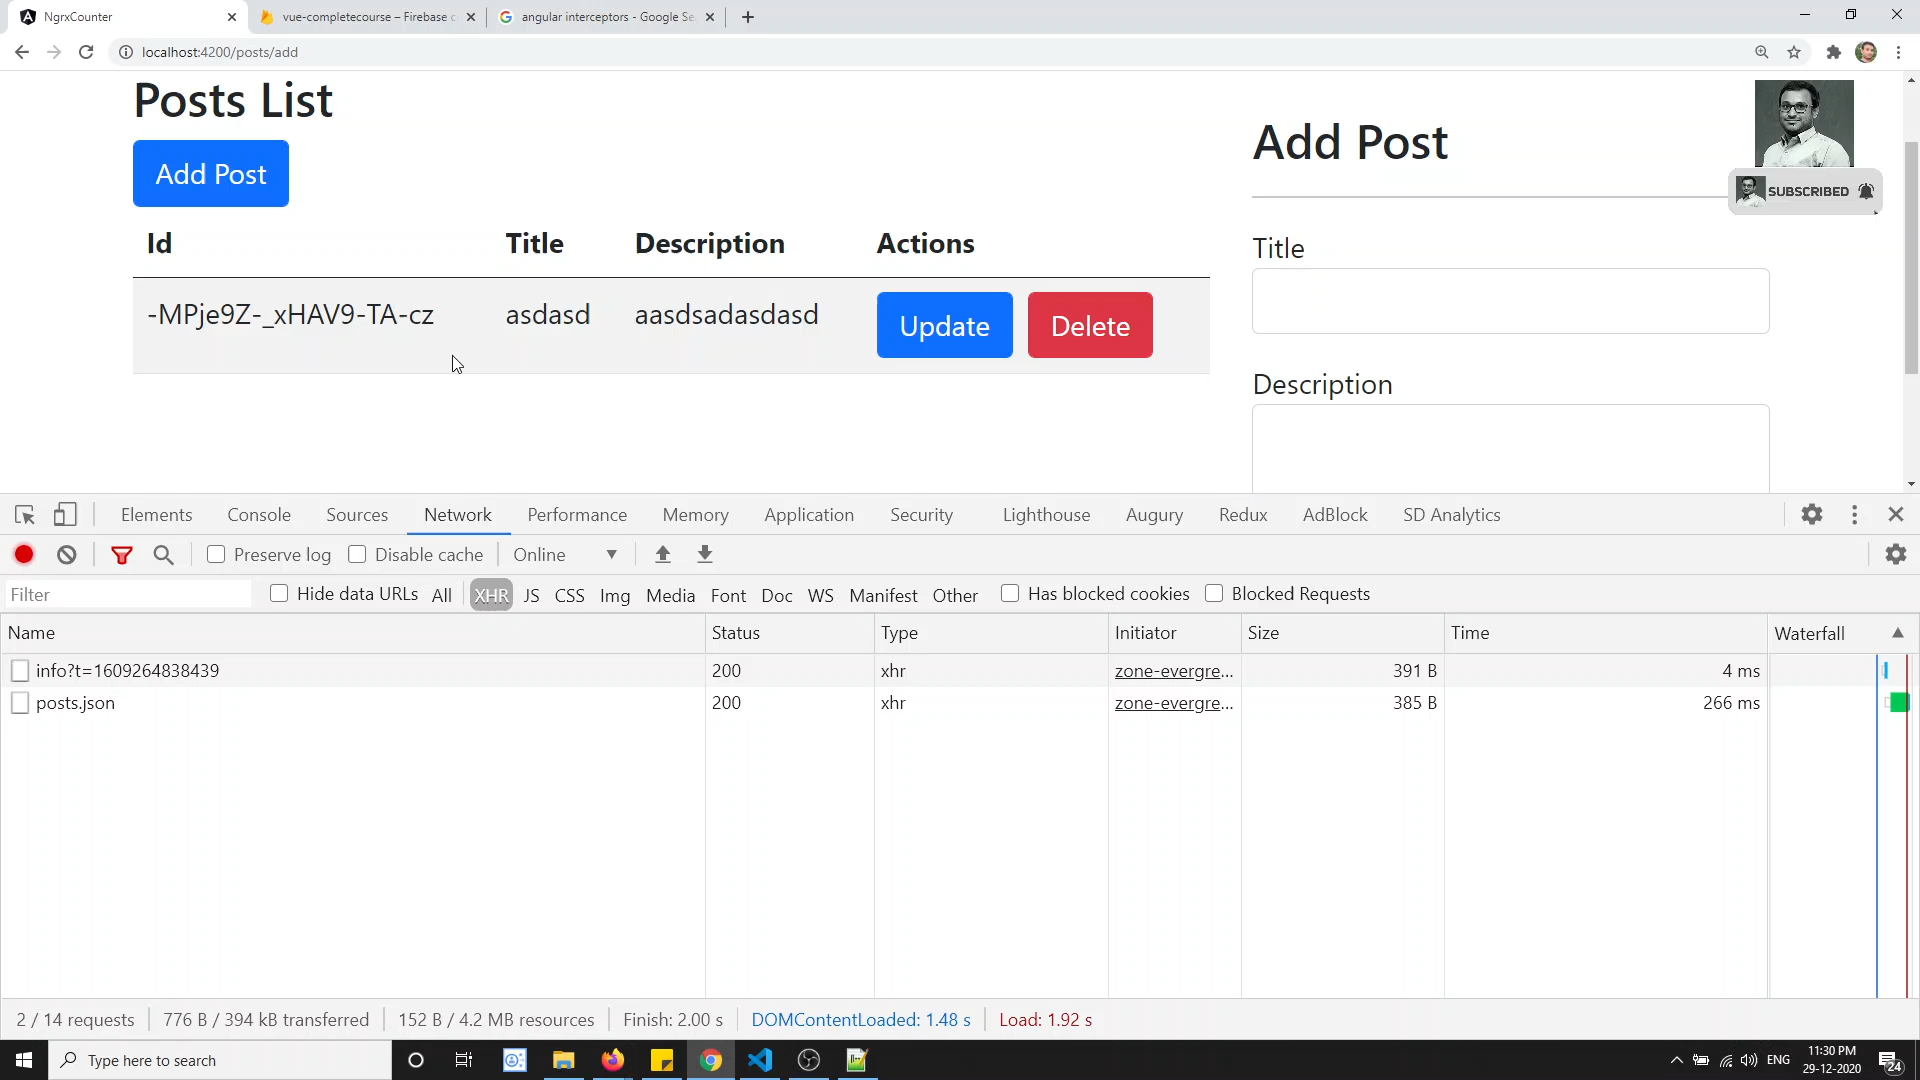 NgrxCounter
vue-completecourse – Firebase c
angular interceptors - Google Se
localhost:4200/posts/add
Posts List
Add Post
Id Title Description Actions
-MPje9Z-_xHAV9-TA-cz asdasd aasdsadasdasd Update Delete
Add Post
SUBSCRIBED
Title
Description
Elements Console Sources Network Performance Memory Application Security Lighthouse Augury Redux AdBlock SD Analytics
Preserve log Disable cache Online
Filter Hide data URLs All XHR JS CSS Img Media Font Doc WS Manifest Other Has blocked cookies Blocked Requests
Name Status Type Initiator Size Time Waterfall
info?t=1609264838439 200 xhr zone-evergre... 391 B 4 ms
posts.json 200 xhr zone-evergre... 385 B 266 ms
2 / 14 requests 776 B / 394 kB transferred 152 B / 4.2 MB resources Finish: 2.00 s DOMContentLoaded: 1.48 s Load: 1.92 s
Type here to search
ENG
11:30 PM
29-12-2020
24